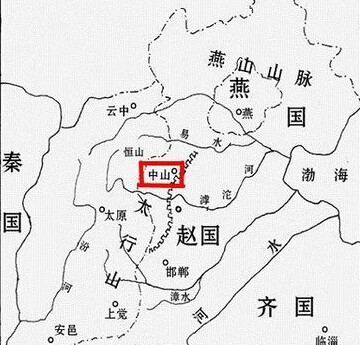 燕山山脉
燕国
燕
云中
易水
恒山
中山
滹沱河
渤海
秦国
太原
太行山
赵国
汾河
邯郸
漳水
上党
河水
齐国
安邑
临淄